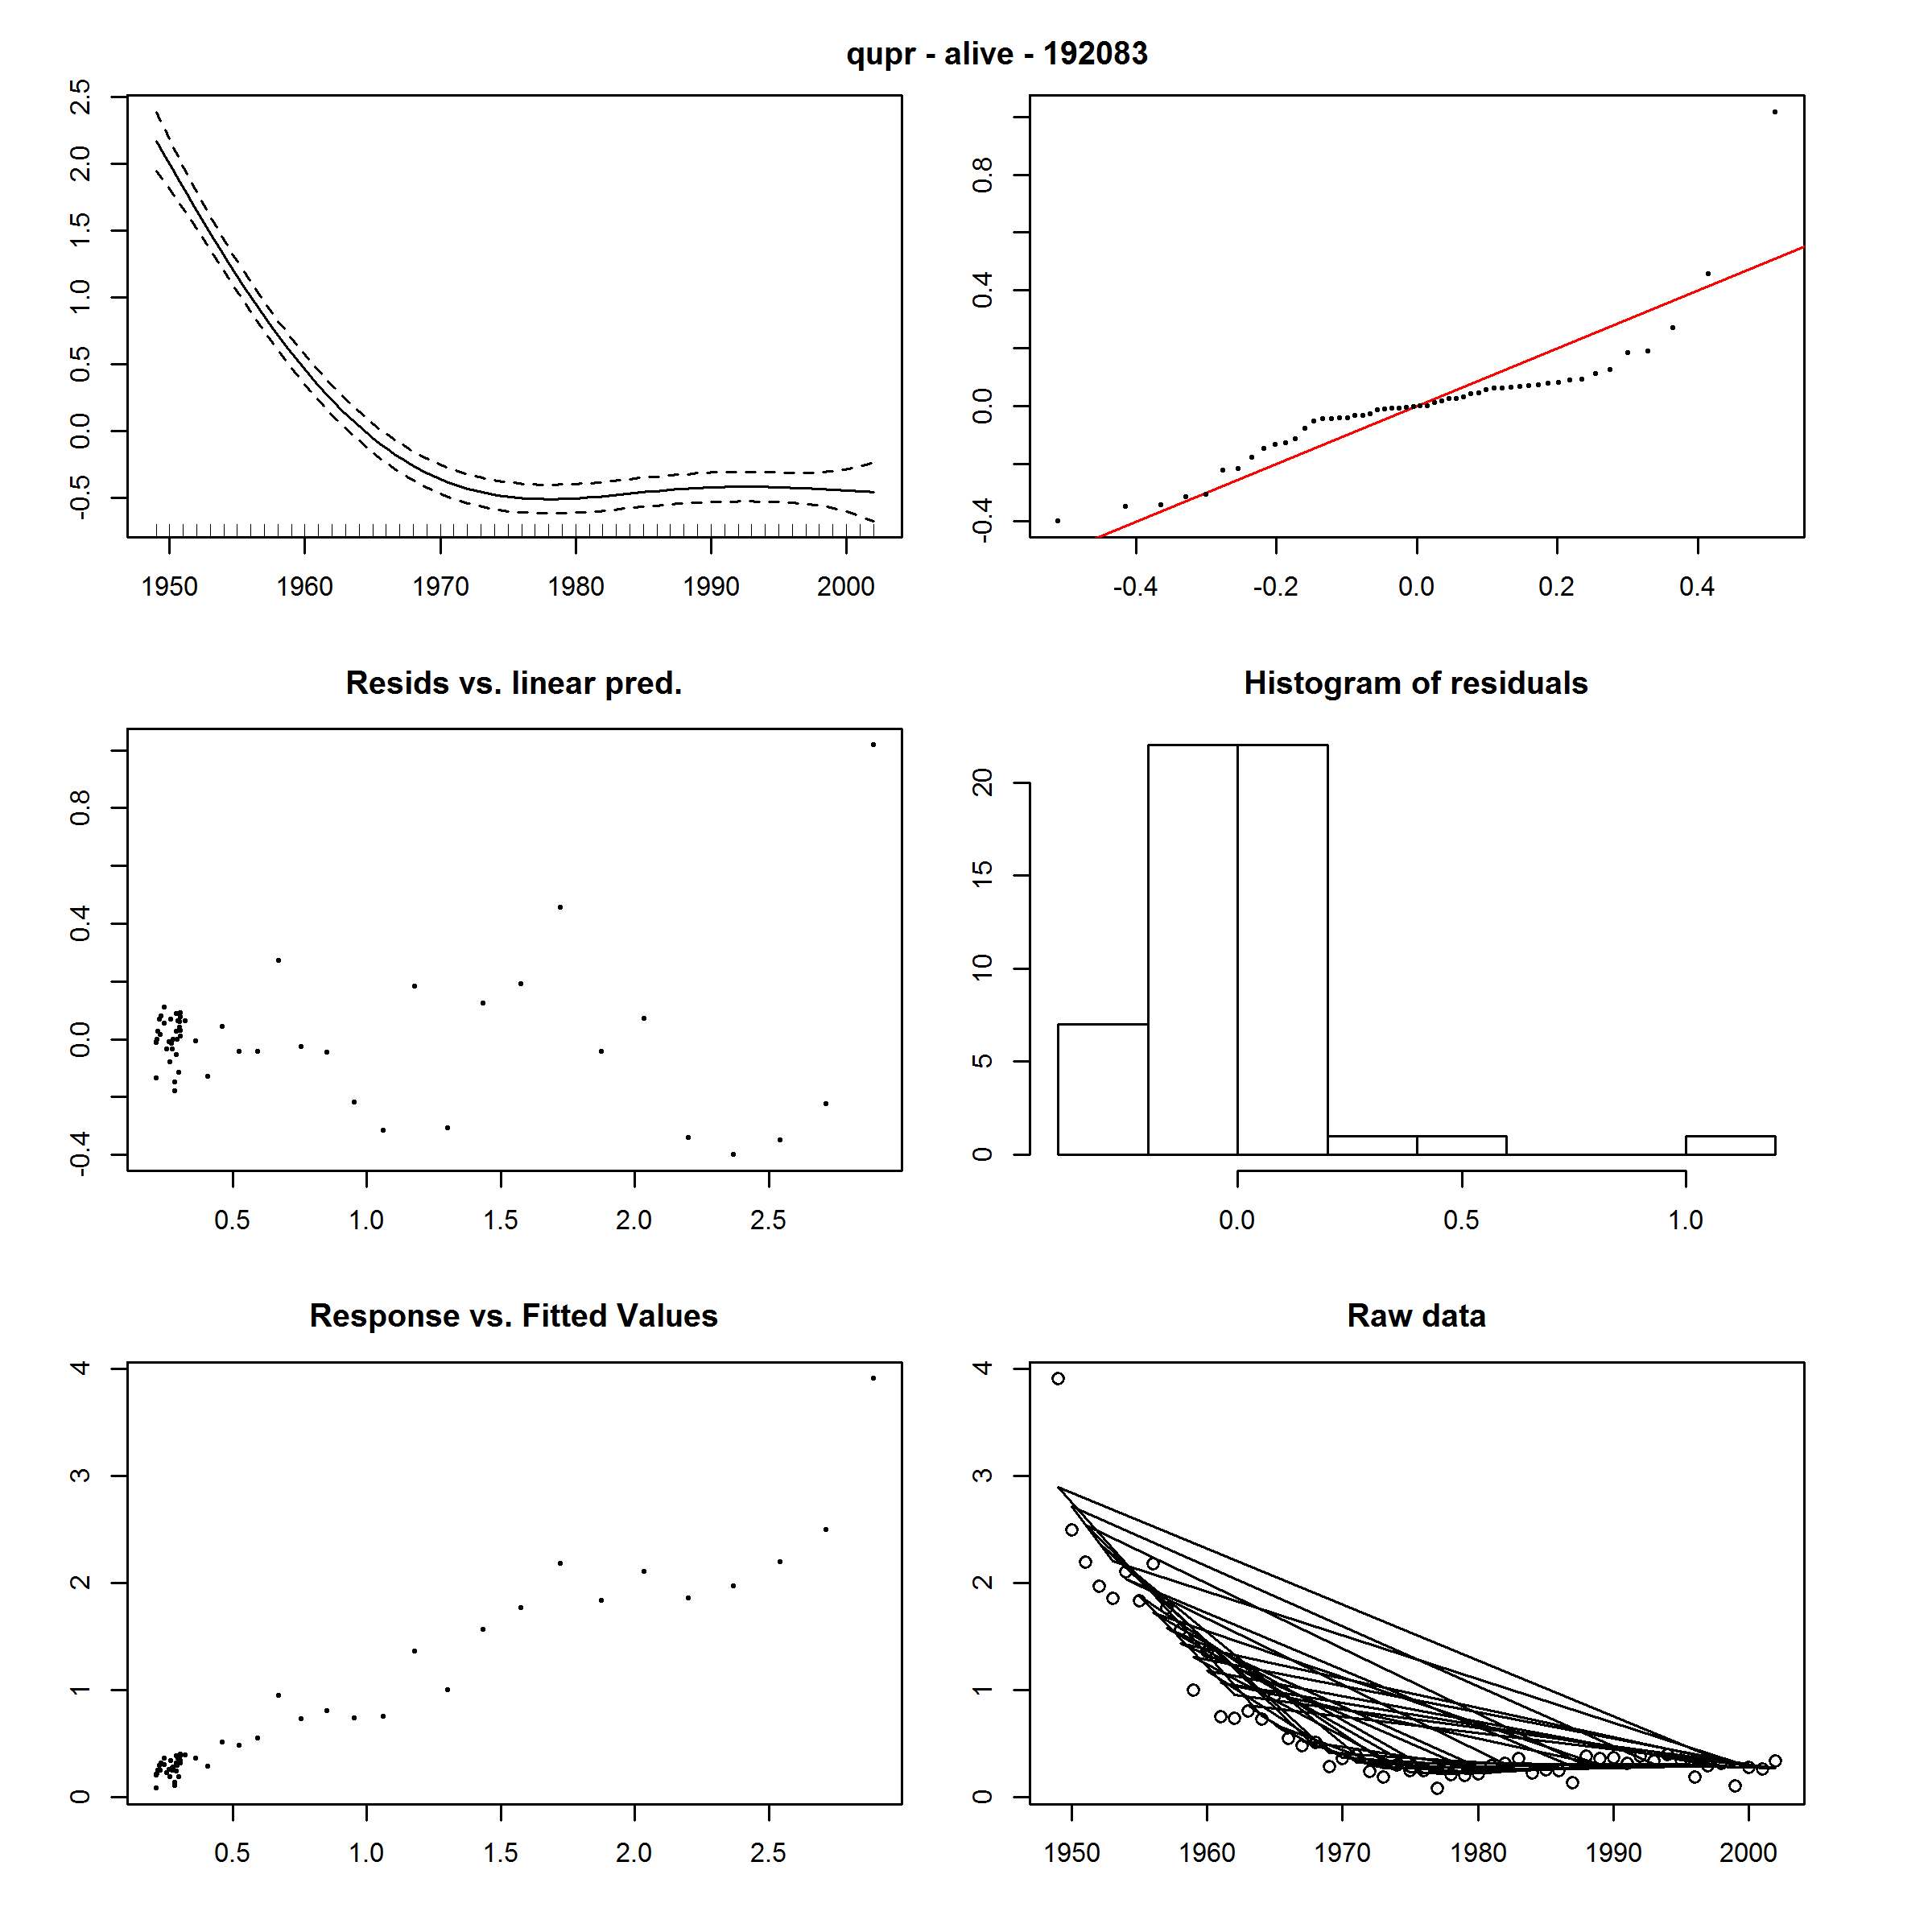 qupr - alive - 192083
2.5
2.0
1.5
1.0
0.5
0.0
-0.5
1950 1960 1970 1980 1990 2000
0.8
0.4
0.0
-0.4
-0.4 -0.2 0.0 0.2 0.4
Resids vs. linear pred.
0.8
0.4
0.0
-0.4
0.5 1.0 1.5 2.0 2.5
Histogram of residuals
20
15
10
5
0
0.0 0.5 1.0
Response vs. Fitted Values
4
3
2
1
0
0.5 1.0 1.5 2.0 2.5
Raw data
4
3
2
1
0
1950 1960 1970 1980 1990 2000